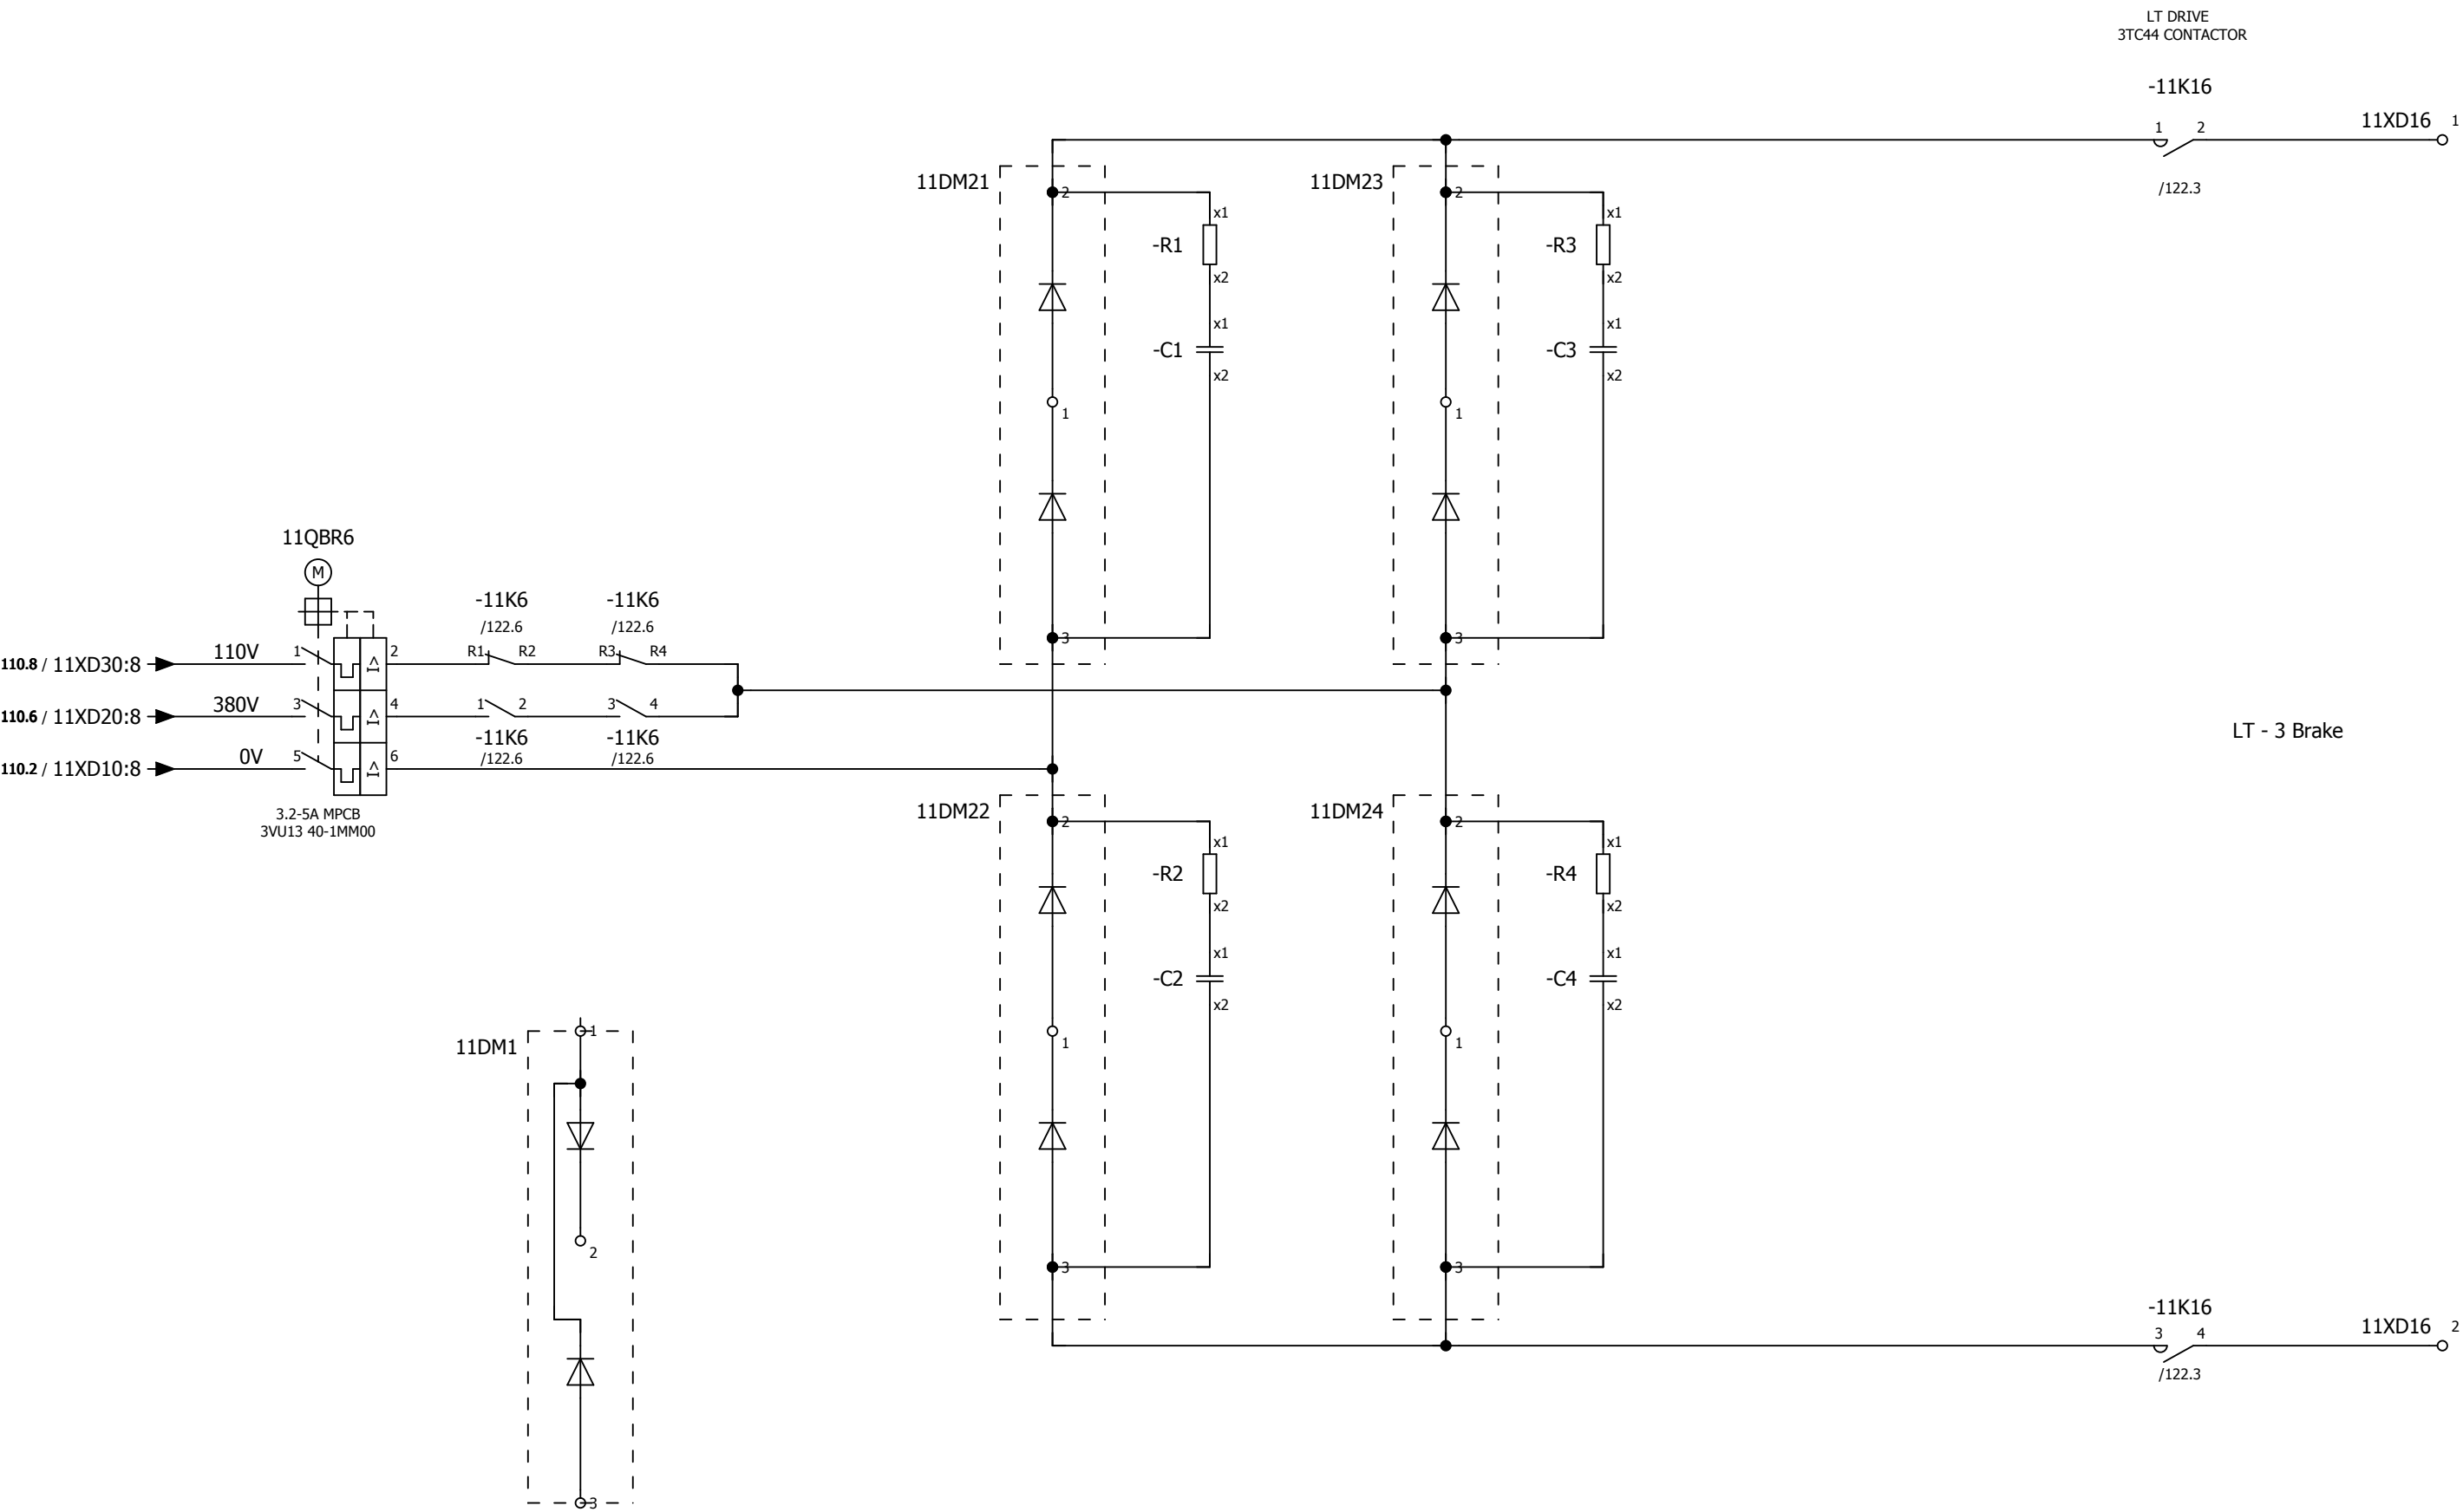 LT DRIVE
3TC44 CONTACTOR
-11K16
11XD16 1
1 2
/122.3
11DM21
2
x1
-R1
x2
x1
-C1
x2
1
3
11DM23
2
x1
-R3
x2
x1
-C3
x2
1
3
11QBR6
M
-11K6 -11K6
/122.6 /122.6
110.8 / 11XD30:8 110V 1 I> 2 R1 R2 R3 R4
110.6 / 11XD20:8 380V 3 I> 4 1 2 3 4
-11K6 -11K6
/122.6 /122.6
110.2 / 11XD10:8 0V 5 I> 6
3.2-5A MPCB
3VU13 40-1MM00
LT - 3 Brake
11DM22
2
x1
-R2
x2
x1
-C2
x2
1
3
11DM24
2
x1
-R4
x2
x1
-C4
x2
1
3
11DM1
1
2
3
-11K16
11XD16 2
3 4
/122.3